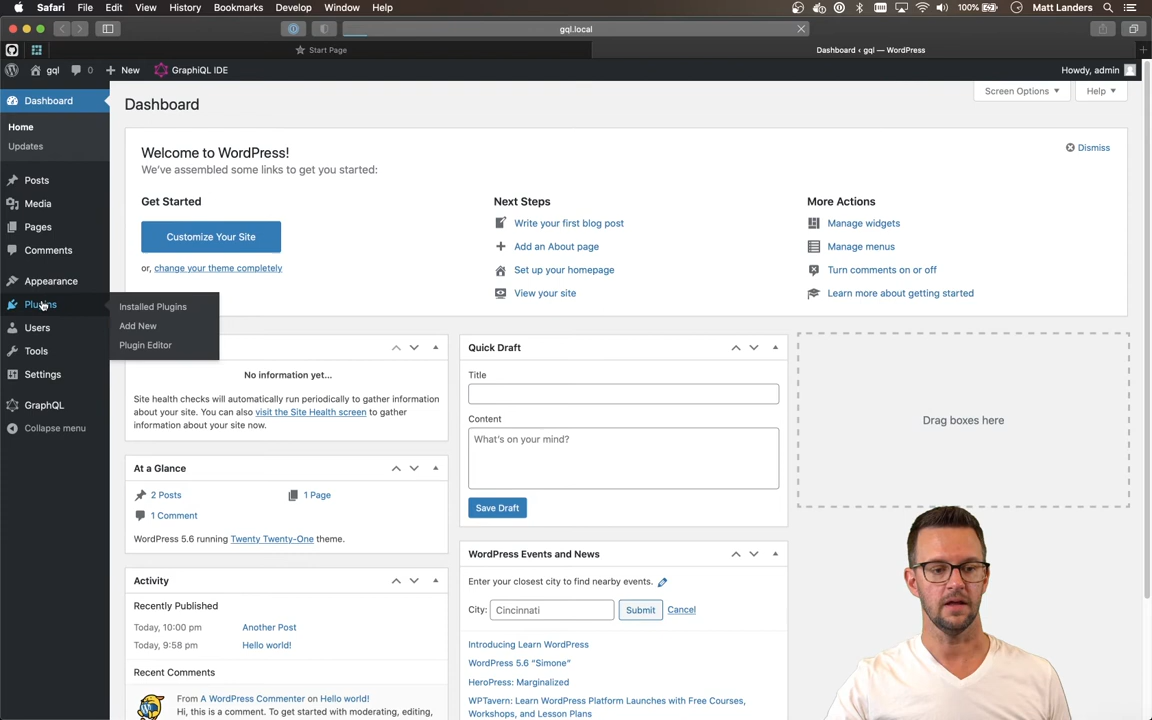 Safari File Edit View History Bookmarks Develop Window Help 100% Matt Landers
gql.local
Start Page
Dashboard ‹ gql — WordPress
gql 0 New GraphiQL IDE Howdy, admin
Dashboard
Home
Updates
Posts
Media
Pages
Comments
Appearance
Plugins
Installed Plugins
Add New
Plugin Editor
Users
Tools
Settings
GraphQL
Collapse menu
Dashboard
Screen Options
Help
Welcome to WordPress!
We've assembled some links to get you started:
Dismiss
Get Started
Customize Your Site
or, change your theme completely
Next Steps
Write your first blog post
Add an About page
Set up your homepage
View your site
More Actions
Manage widgets
Manage menus
Turn comments on or off
Learn more about getting started
No information yet...
Site health checks will automatically run periodically to gather information
about your site. You can also visit the Site Health screen to gather
information about your site now.
At a Glance
2 Posts
1 Page
1 Comment
WordPress 5.6 running Twenty Twenty-One theme.
Activity
Recently Published
Today, 10:00 pm Another Post
Today, 9:58 pm Hello world!
Recent Comments
From A WordPress Commenter on Hello world!
Hi, this is a comment. To get started with moderating, editing,
Quick Draft
Title
Content
What's on your mind?
Save Draft
WordPress Events and News
Enter your closest city to find nearby events.
City: Cincinnati Submit Cancel
Introducing Learn WordPress
WordPress 5.6 "Simone"
HeroPress: Marginalized
WPTavern: Learn WordPress Platform Launches with Free Courses,
Workshops, and Lesson Plans
Drag boxes here